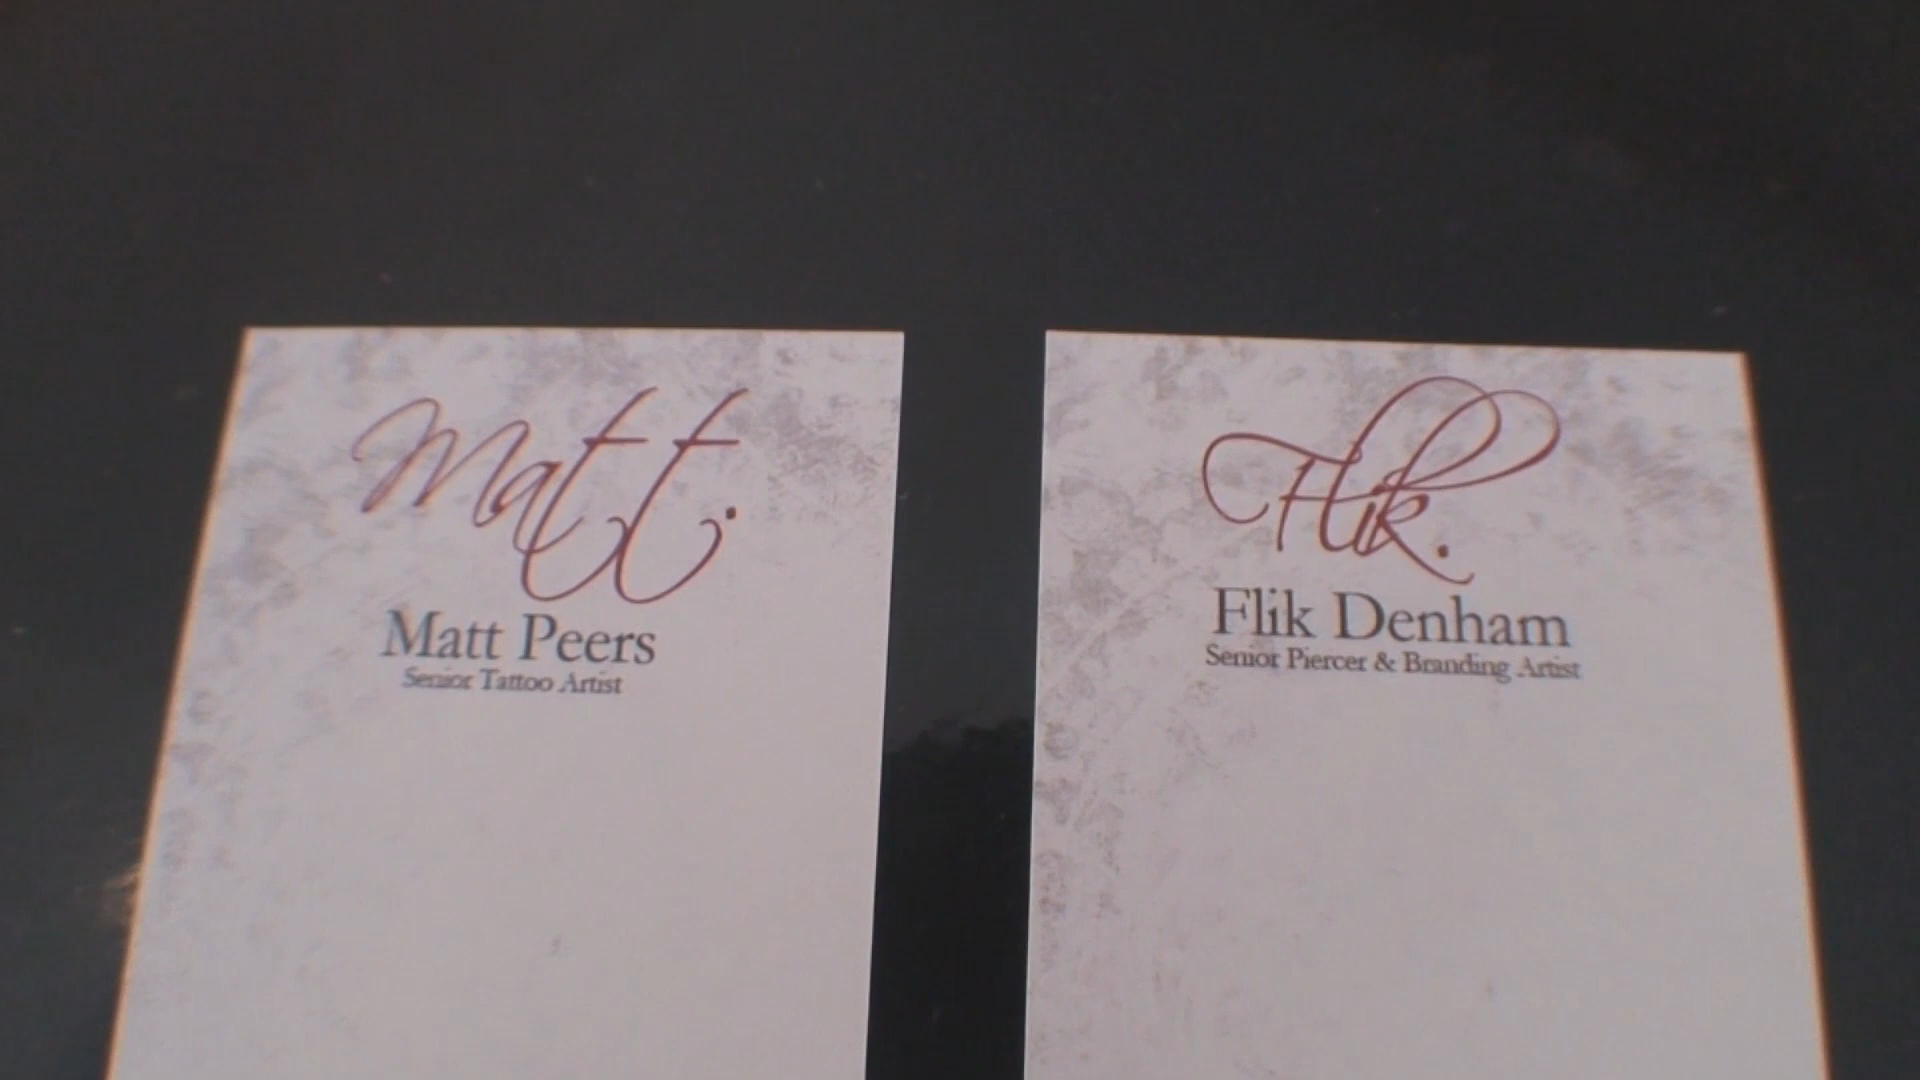 Matt.
Matt Peers
Senior Tattoo Artist
Flik.
Flik Denham
Senior Piercer & Branding Artist